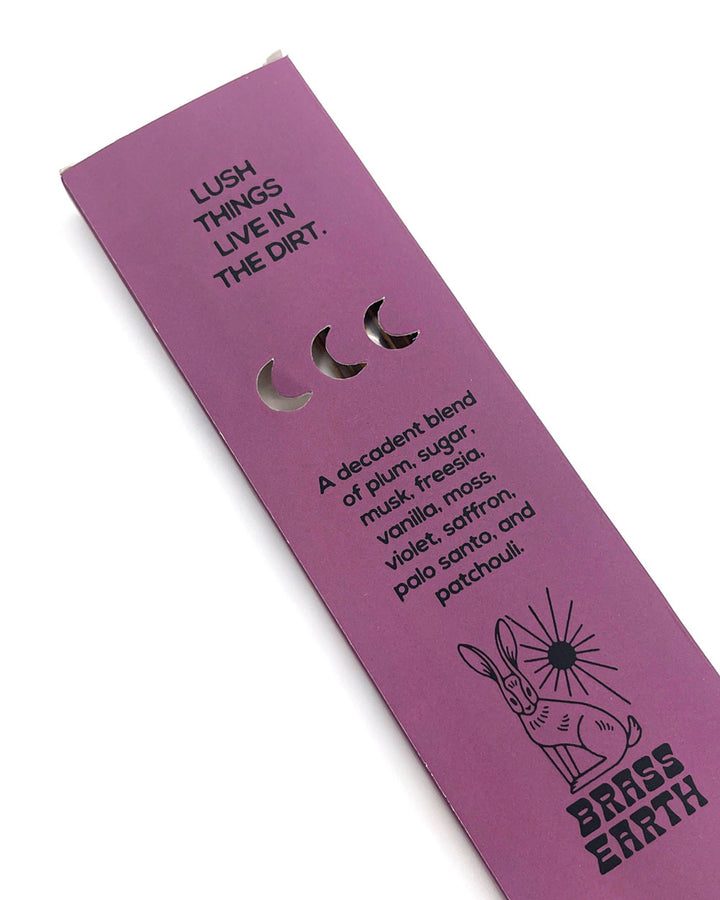 LUSH
THINGS
LIVE IN
THE DIRT.
A decadent blend
of plum, sugar,
musk, freesia,
vanilla, moss,
violet, saffron,
palo santo, and
patchouli.
BRASS
EARTH